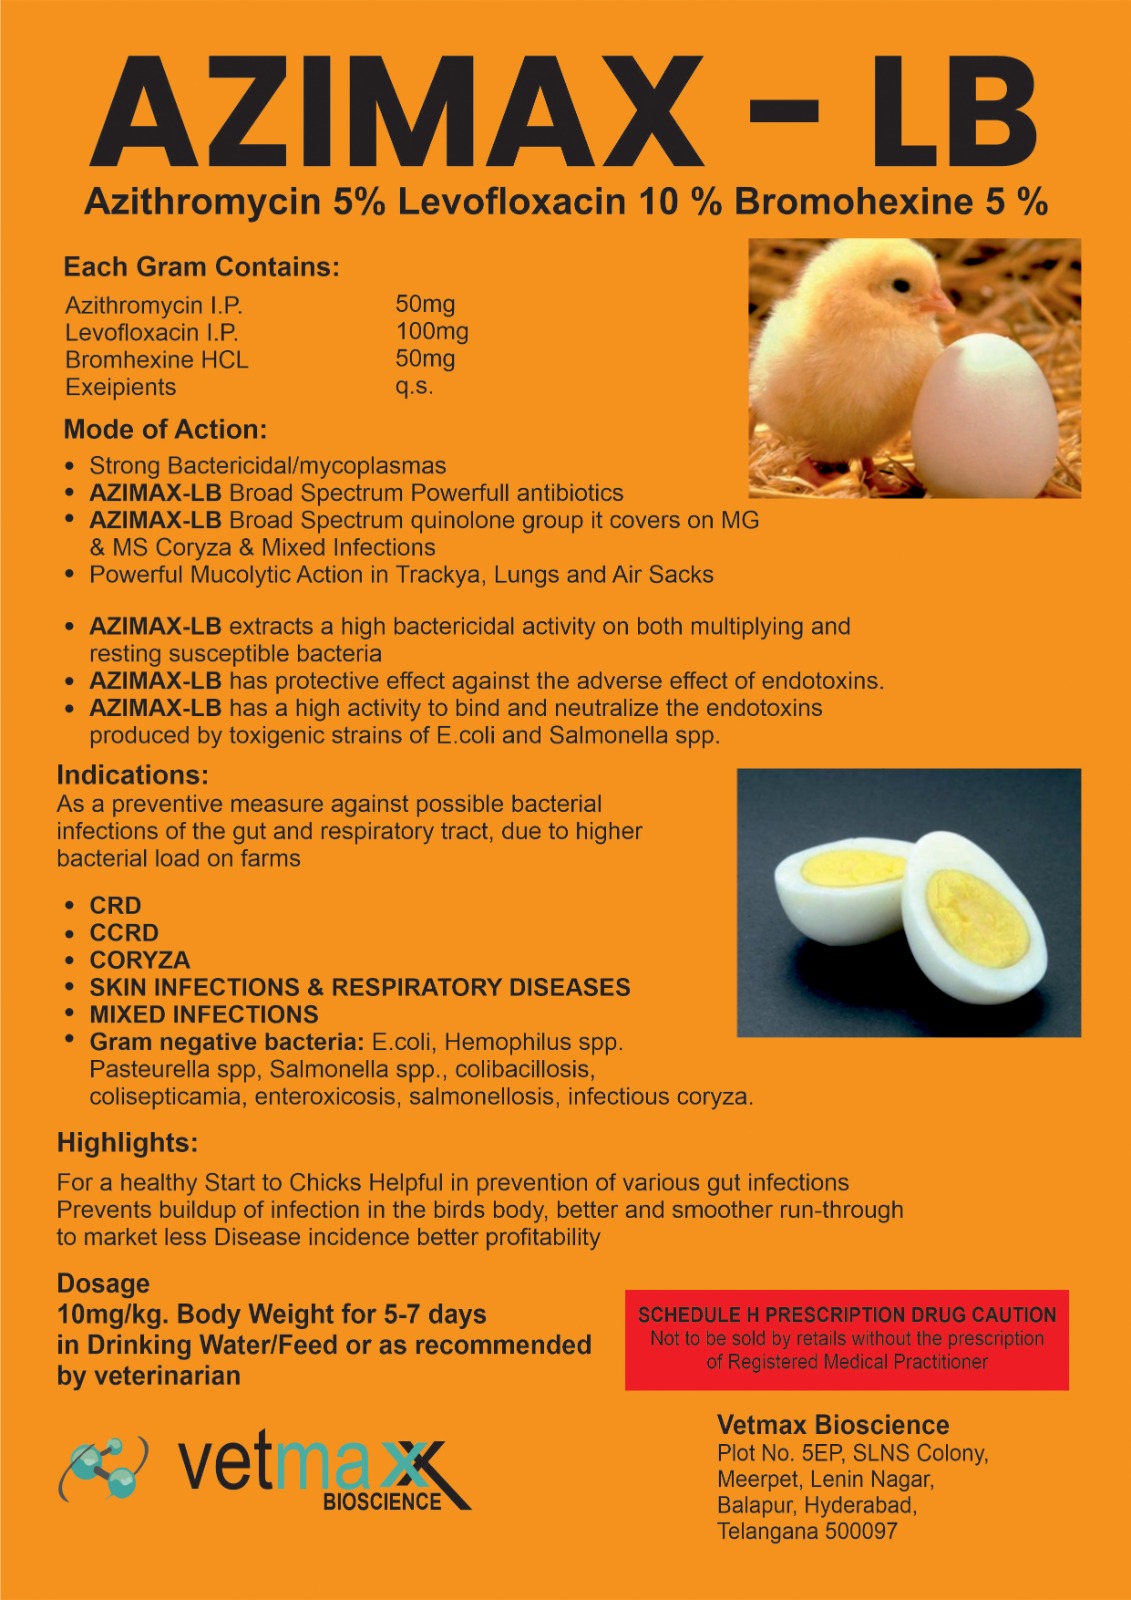 AZIMAX – LB
Azithromycin 5% Levofloxacin 10 % Bromohexine 5 %
Each Gram Contains:
Azithromycin I.P. 50mg
Levofloxacin I.P. 100mg
Bromhexine HCL 50mg
Exeipients q.s.
Mode of Action:
• Strong Bactericidal/mycoplasmas
• AZIMAX-LB Broad Spectrum Powerfull antibiotics
• AZIMAX-LB Broad Spectrum quinolone group it covers on MG
& MS Coryza & Mixed Infections
• Powerful Mucolytic Action in Trackya, Lungs and Air Sacks
• AZIMAX-LB extracts a high bactericidal activity on both multiplying and
resting susceptible bacteria
• AZIMAX-LB has protective effect against the adverse effect of endotoxins.
• AZIMAX-LB has a high activity to bind and neutralize the endotoxins
produced by toxigenic strains of E.coli and Salmonella spp.
Indications:
As a preventive measure against possible bacterial
infections of the gut and respiratory tract, due to higher
bacterial load on farms
• CRD
• CCRD
• CORYZA
• SKIN INFECTIONS & RESPIRATORY DISEASES
• MIXED INFECTIONS
• Gram negative bacteria: E.coli, Hemophilus spp.
Pasteurella spp, Salmonella spp., colibacillosis,
colisepticamia, enteroxicosis, salmonellosis, infectious coryza.
Highlights:
For a healthy Start to Chicks Helpful in prevention of various gut infections
Prevents buildup of infection in the birds body, better and smoother run-through
to market less Disease incidence better profitability
Dosage
10mg/kg. Body Weight for 5-7 days
in Drinking Water/Feed or as recommended
by veterinarian
SCHEDULE H PRESCRIPTION DRUG CAUTION
Not to be sold by retails without the prescription
of Registered Medical Practitioner
vetmax
BIOSCIENCE
Vetmax Bioscience
Plot No. 5EP, SLNS Colony,
Meerpet, Lenin Nagar,
Balapur, Hyderabad,
Telangana 500097